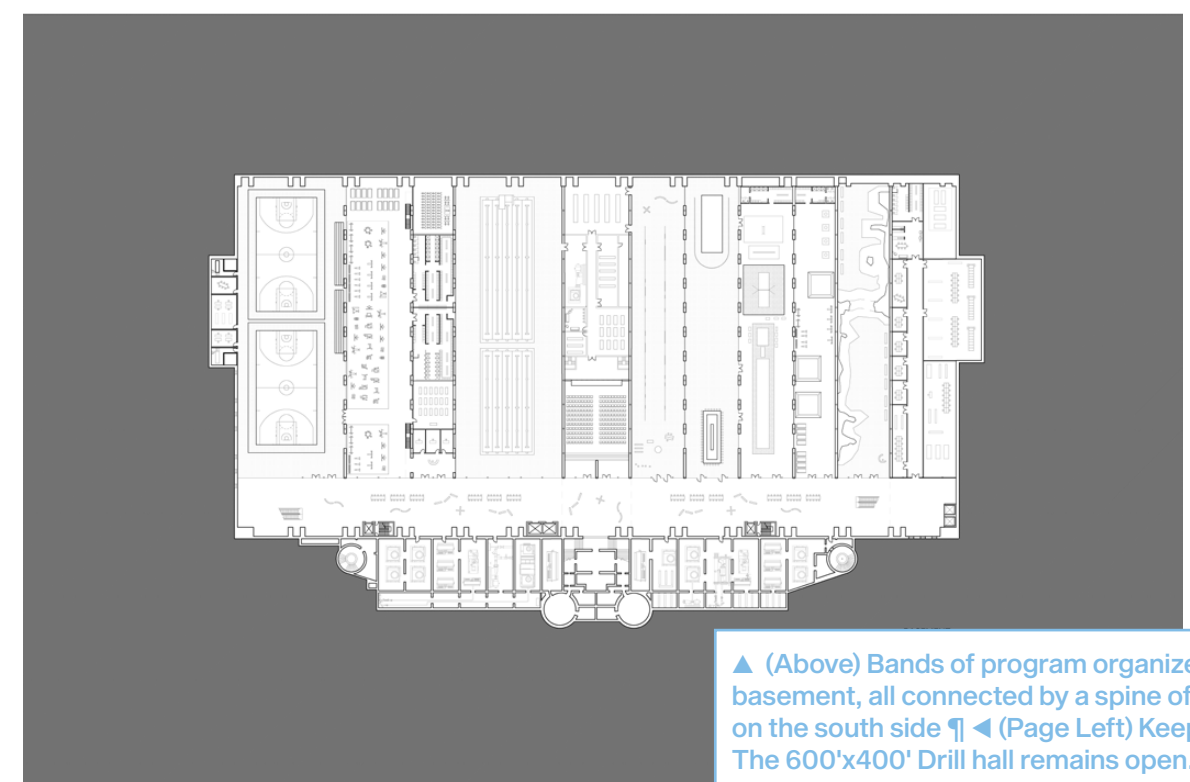 ▲ (Above) Bands of program organize
basement, all connected by a spine of
on the south side ¶ ◀ (Page Left) Keep
The 600'x400' Drill hall remains open.